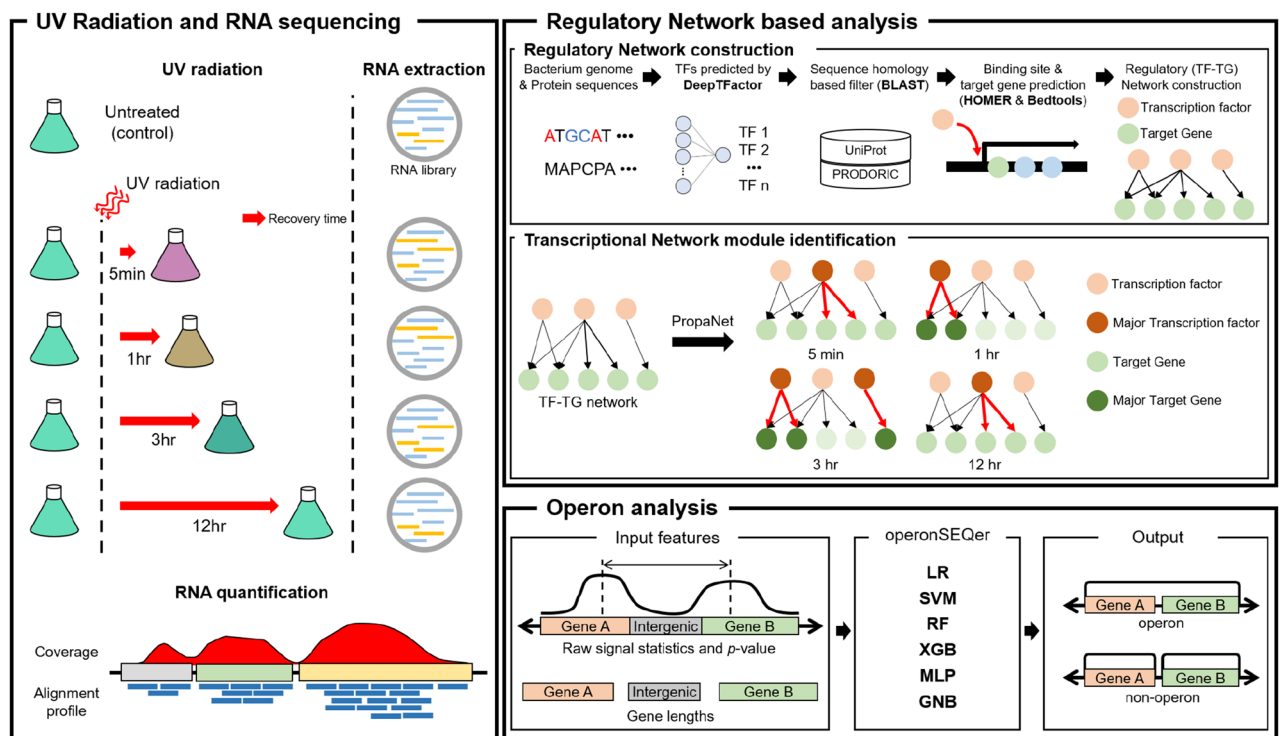 UV Radiation and RNA sequencing
UV radiation
RNA extraction
Untreated
(control)
RNA library
UV radiation
Recovery time
5min
1hr
3hr
12hr
RNA quantification
Coverage
Alignment
profile
Regulatory Network based analysis
Regulatory Network construction
Bacterium genome
& Protein sequences
TFs predicted by
DeepTFactor
Sequence homology
based filter (BLAST)
Binding site &
target gene prediction
(HOMER & Bedtools)
Regulatory (TF-TG)
Network construction
ATGCAT •••
MAPCPA •••
TF 1
TF 2
•••
TF n
UniProt
PRODORIC
Transcription factor
Target Gene
Transcriptional Network module identification
TF-TG network
PropaNet
5 min
1 hr
3 hr
12 hr
Transcription factor
Major Transcription factor
Target Gene
Major Target Gene
Operon analysis
Input features
Gene A
Intergenic
Gene B
Raw signal statistics and p-value
Gene A
Intergenic
Gene B
Gene lengths
operonSEQer
LR
SVM
RF
XGB
MLP
GNB
Output
Gene A
Gene B
operon
Gene A
Gene B
non-operon